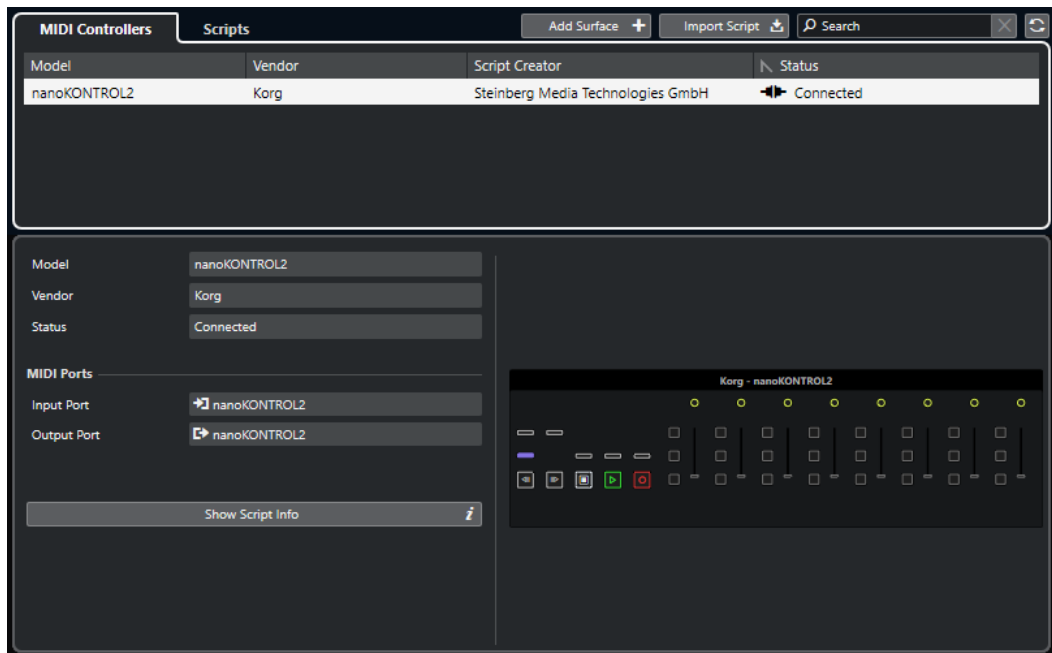 MIDI Controllers Scripts Add Surface Import Script Search
Model Vendor Script Creator Status
nanoKONTROL2 Korg Steinberg Media Technologies GmbH Connected
Model nanoKONTROL2
Vendor Korg
Status Connected
MIDI Ports
Input Port nanoKONTROL2
Output Port nanoKONTROL2
Show Script Info i
Korg - nanoKONTROL2